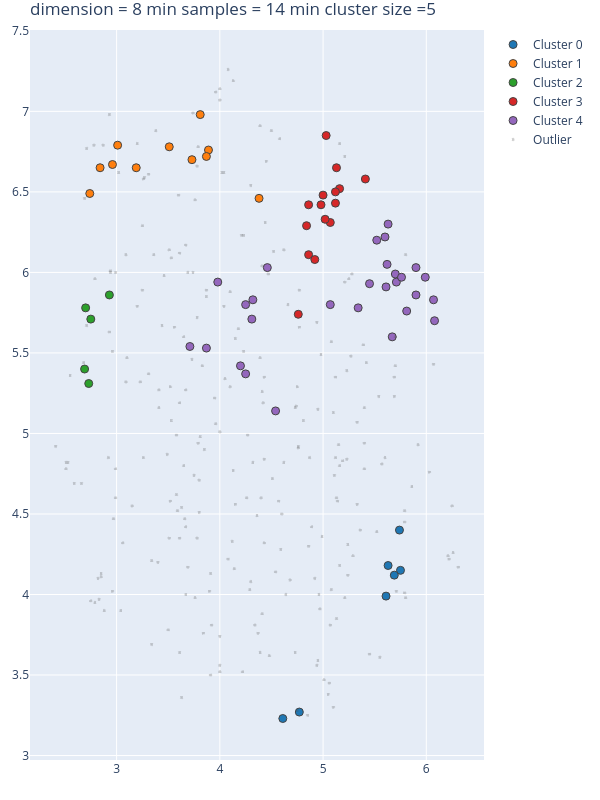 dimension = 8 min samples = 14 min cluster size =5
7.5
7
6.5
6
5.5
5
4.5
4
3.5
3
3
4
5
6
Cluster 0
Cluster 1
Cluster 2
Cluster 3
Cluster 4
Outlier